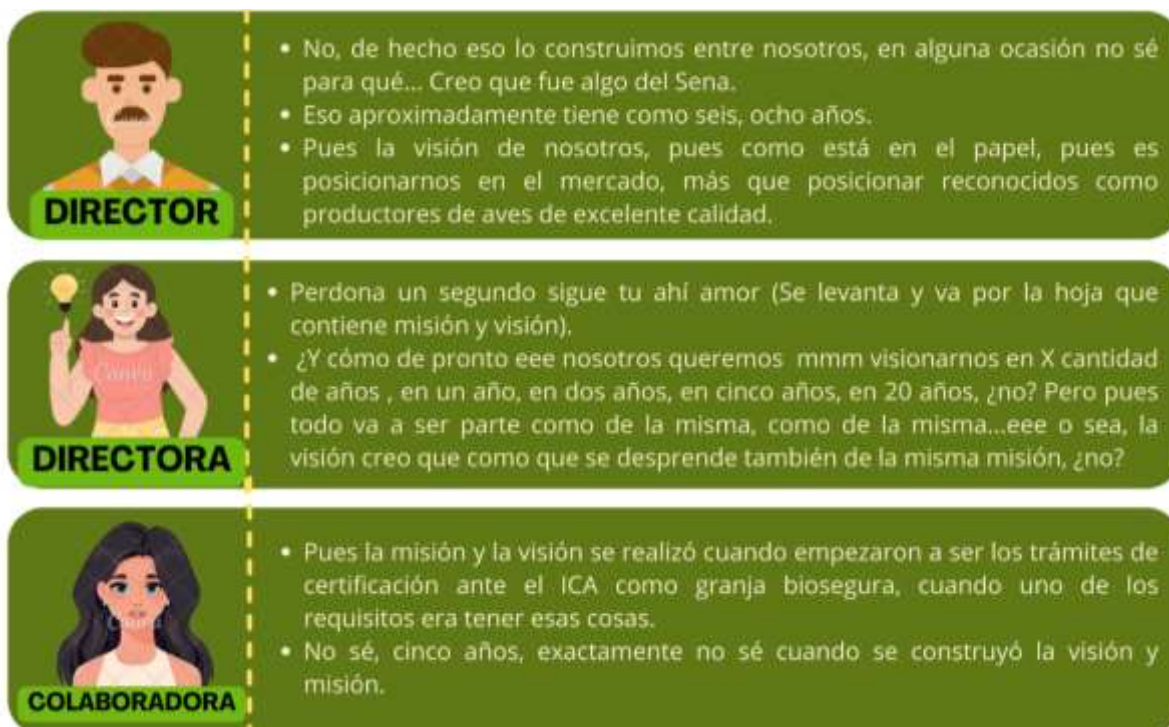 • No, de hecho eso lo construimos entre nosotros, en alguna ocasión no sé
para qué... Creo que fue algo del Sena.
• Eso aproximadamente tiene como seis, ocho años.
• Pues la visión de nosotros, pues como está en el papel, pues es
posicionarnos en el mercado, más que posicionar reconocidos como
productores de aves de excelente calidad.
DIRECTOR
• Perdona un segundo sigue tu ahí amor (Se levanta y va por la hoja que
contiene misión y visión).
• ¿Y cómo de pronto eee nosotros queremos mmm visionarnos en X cantidad
de años , en un año, en dos años, en cinco años, en 20 años, ¿no? Pero pues
todo va a ser parte como de la misma, como de la misma...eee o sea, la
visión creo que como que se desprende también de la misma misión, ¿no?
Canva
DIRECTORA
• Pues la misión y la visión se realizó cuando empezaron a ser los trámites de
certificación ante el ICA como granja biosegura, cuando uno de los
requisitos era tener esas cosas.
• No sé, cinco años, exactamente no sé cuando se construyó la visión y
misión.
COLABORADORA